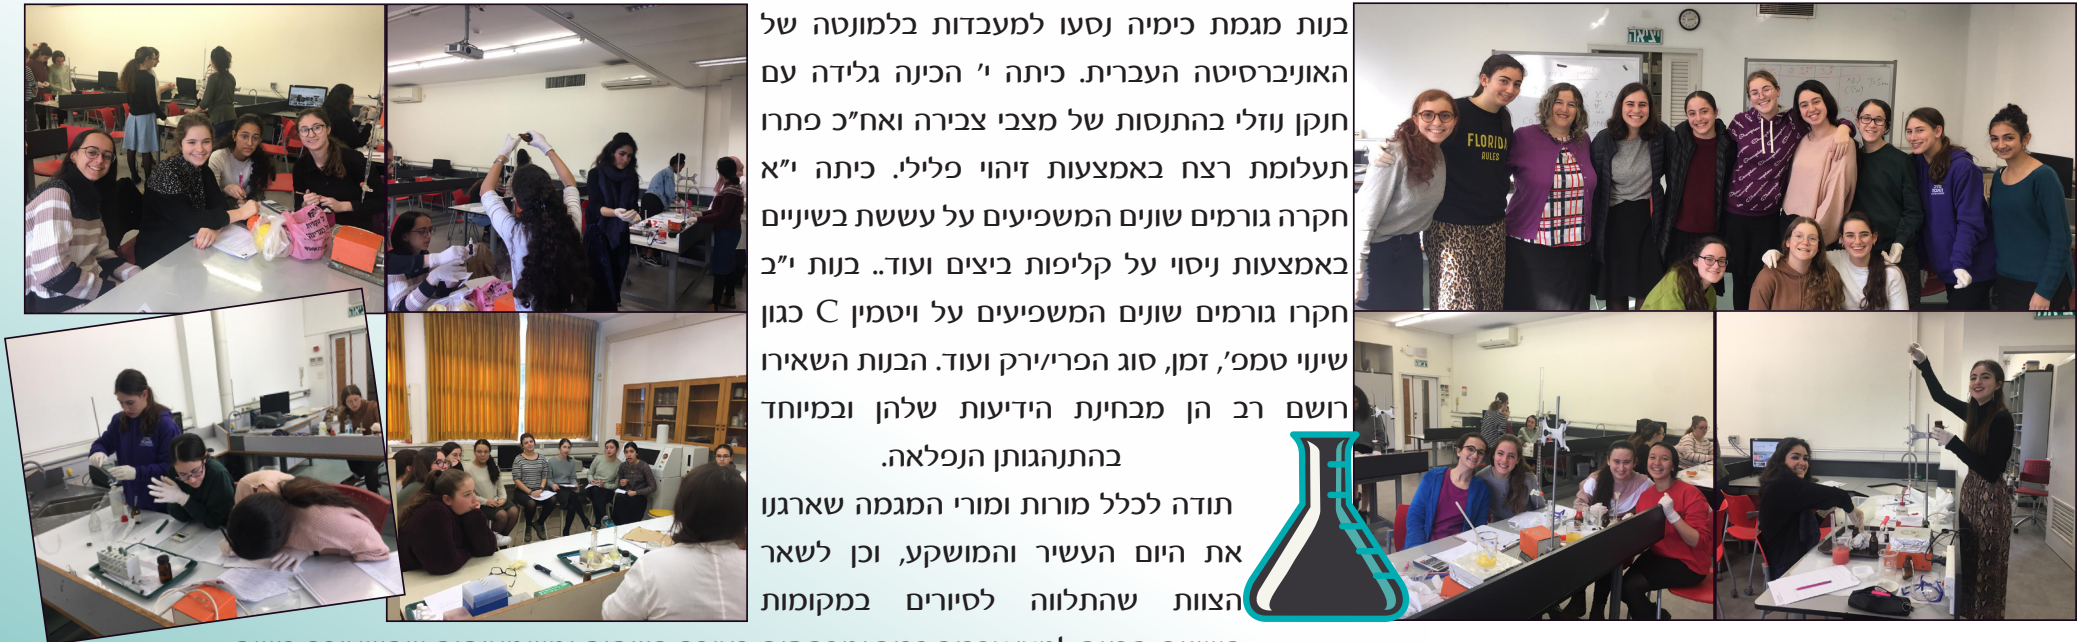 בנות מגמת כימיה נסעו למעבדות בלמונטה של
האוניברסיטה העברית. כיתה י' הכינה גלידה עם
חנקן נוזלי בהתנסות של מצבי צבירה ואח"כ פתרו
תעלומת רצח באמצעות זיהוי פלילי. כיתה י"א
חקרה גורמים שונים המשפיעים על עששת בשיניים
באמצעות ניסוי על קליפות ביצים ועוד.. בנות י"ב
חקרו גורמים שונים המשפיעים על ויטמין C כגון
שינוי טמפ', זמן, סוג הפרי/ירק ועוד. הבנות השאירו
רושם רב הן מבחינת הידיעות שלהן ובמיוחד
בהתנהגותן הנפלאה.
תודה לכלל מורות ומורי המגמה שארגנו
את היום העשיר והמושקע, וכן לשאר
הצוות שהתלווה לסיורים במקומות
יציאה
FLORIDA
RULES